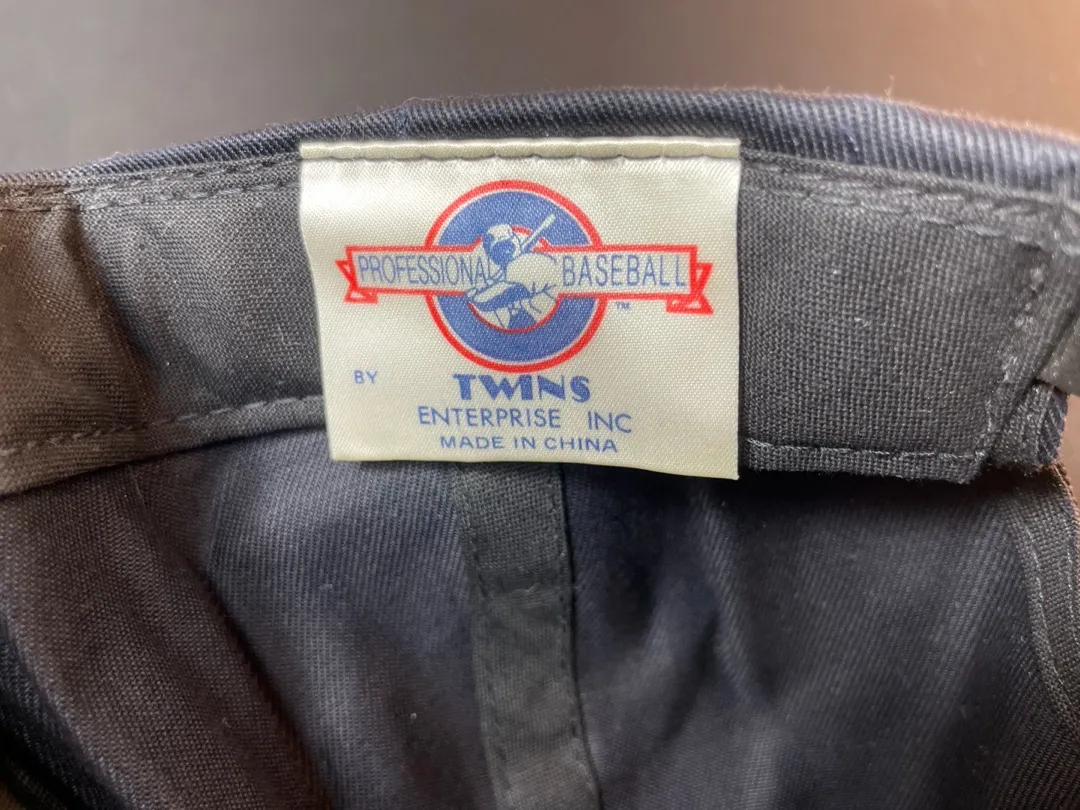 PROFESSIONAL BASEBALL
TM
BY
TWINS
ENTERPRISE INC
MADE IN CHINA